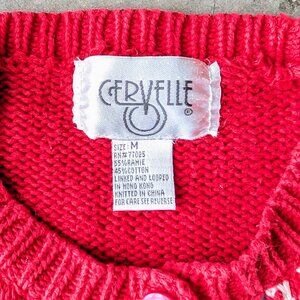 CERVELLE
®
SIZE: M
RN# 77025
55% RAMIE
45% COTTON
LINKED AND LOOPED
IN HONG KONG
KNITTED IN CHINA
FOR CARE SEE REVERSE